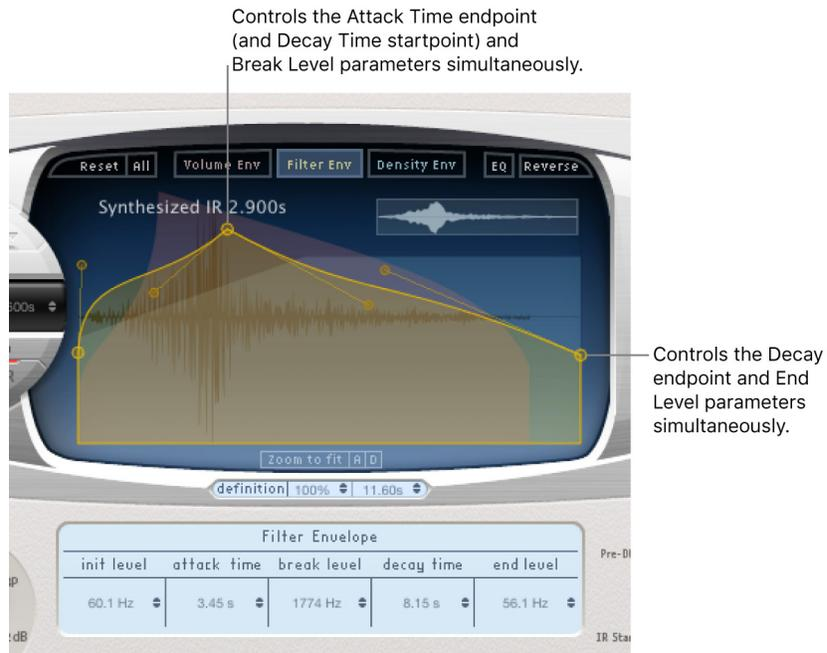 Controls the Attack Time endpoint
(and Decay Time startpoint) and
Break Level parameters simultaneously.
Reset All Volume Env Filter Env Density Env EQ Reverse
Synthesized IR 2.900s
Controls the Decay
endpoint and End
Level parameters
simultaneously.
Zoom to fit A D
definition 100% 11.60s
Filter Envelope
init level attack time break level decay time end level
60.1 Hz 3.45 s 1774 Hz 8.15 s 56.1 Hz
IR
dB